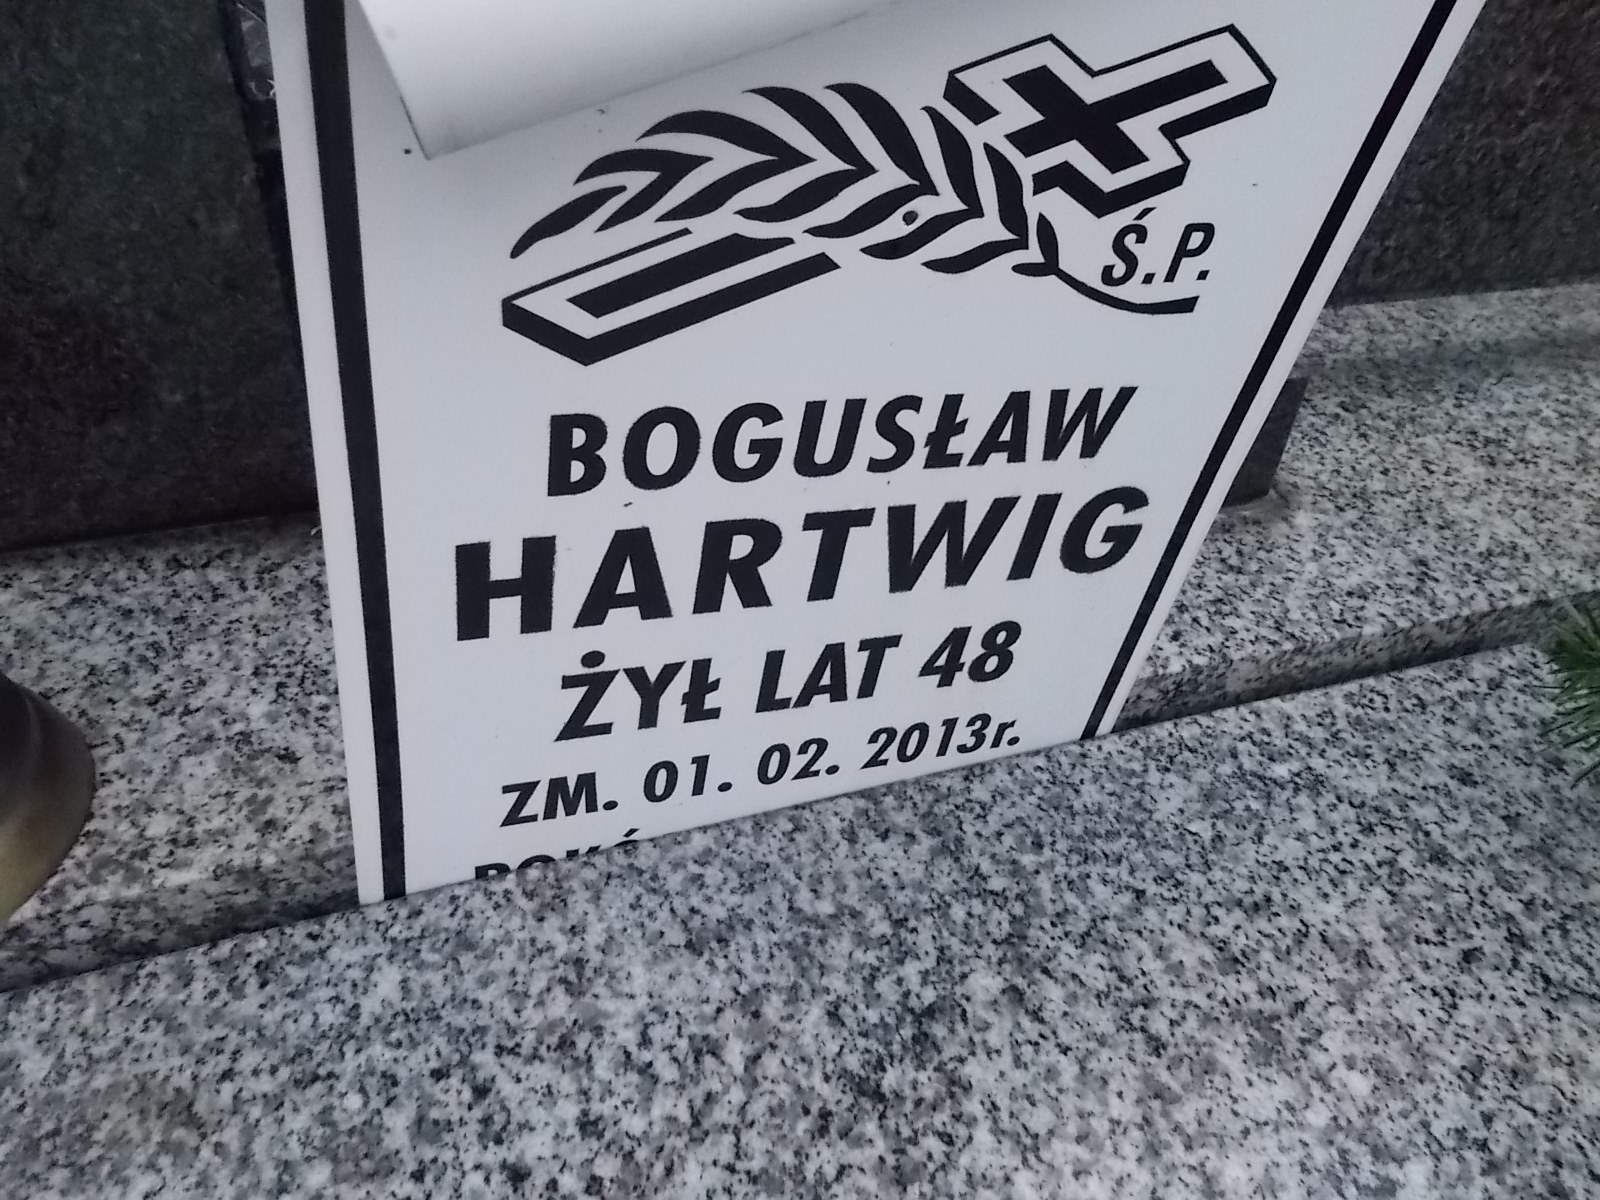 Ś.P.
BOGUSŁAW
HARTWIG
ŻYŁ LAT 48
ZM. 01. 02. 2013r.